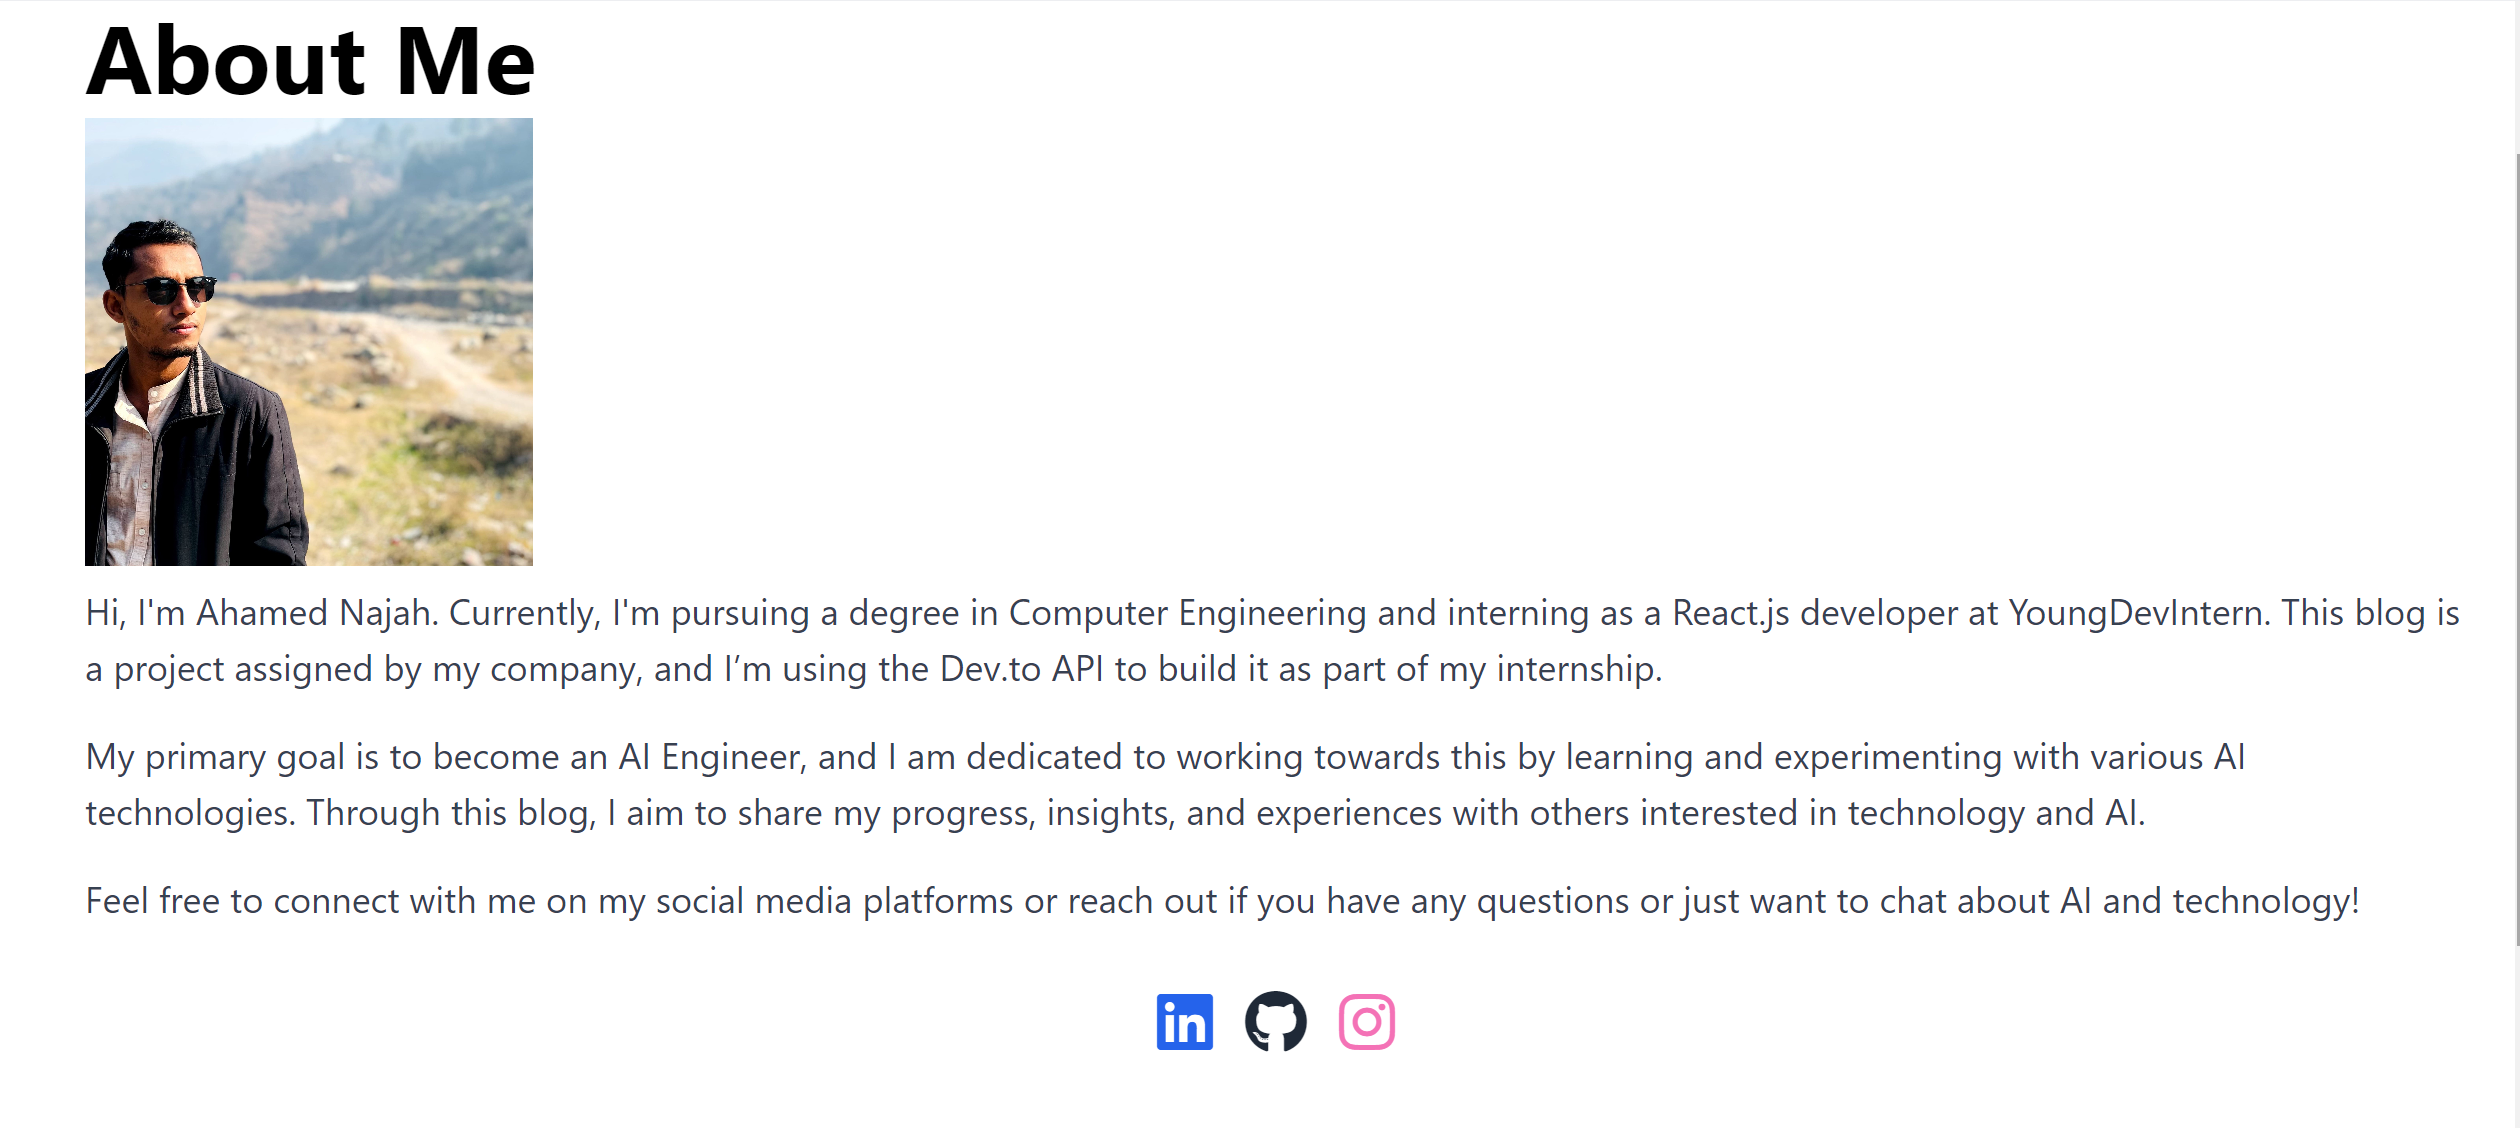 About Me
Hi, I'm Ahamed Najah. Currently, I'm pursuing a degree in Computer Engineering and interning as a React.js developer at YoungDevIntern. This blog is
a project assigned by my company, and I’m using the Dev.to API to build it as part of my internship.
My primary goal is to become an AI Engineer, and I am dedicated to working towards this by learning and experimenting with various AI
technologies. Through this blog, I aim to share my progress, insights, and experiences with others interested in technology and AI.
Feel free to connect with me on my social media platforms or reach out if you have any questions or just want to chat about AI and technology!
in